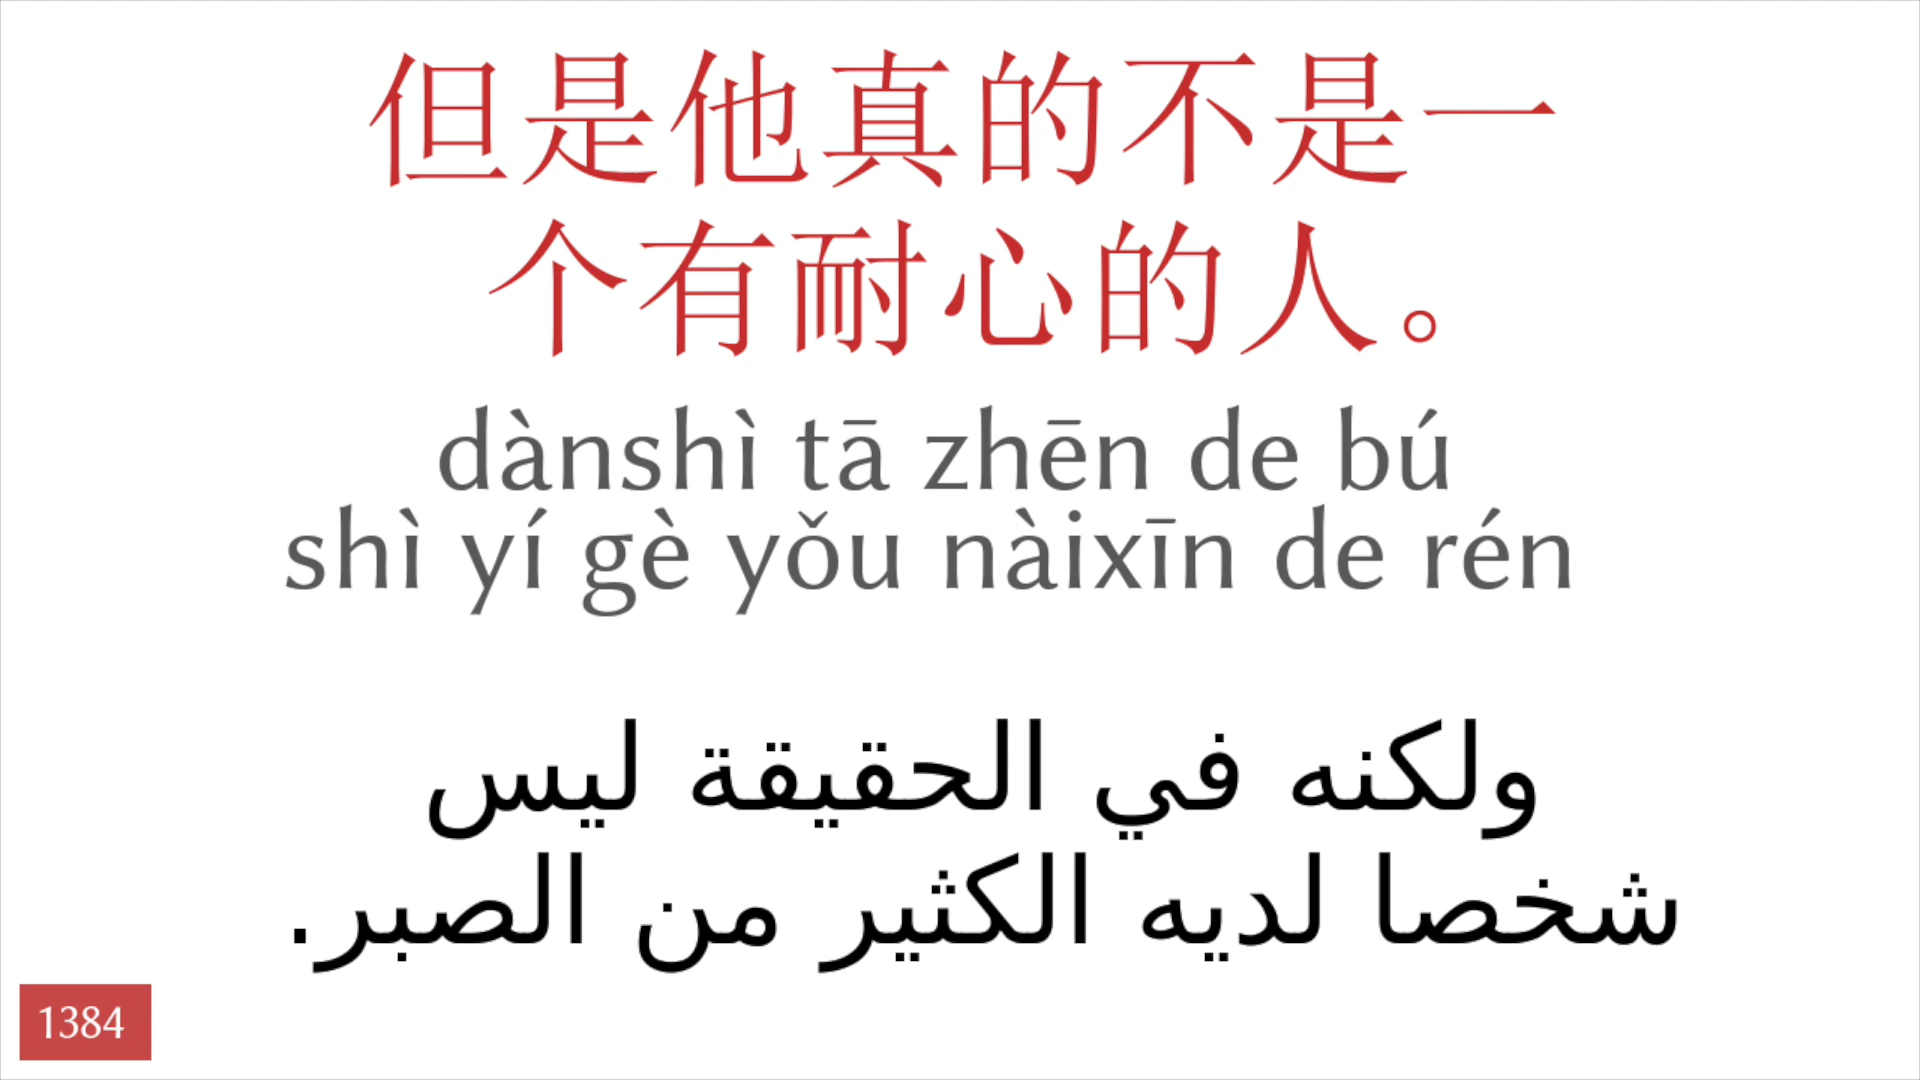 但是他真的不是一
个有耐心的人。
dànshì tā zhēn de bú
shì yí gè yǒu nàixīn de rén
ولكنه في الحقيقة ليس
شخصا لديه الكثير من الصبر.
1384